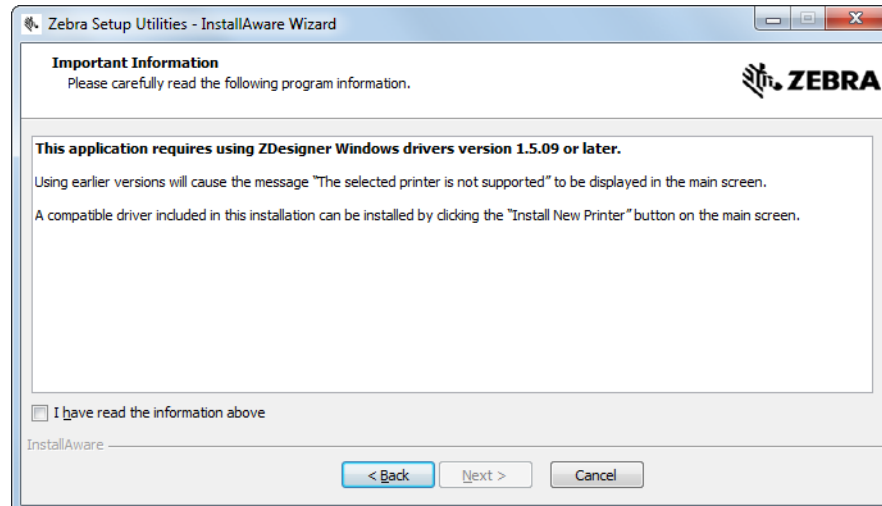 Zebra Setup Utilities - InstallAware Wizard
Important Information
Please carefully read the following program information.
ZEBRA
This application requires using ZDesigner Windows drivers version 1.5.09 or later.
Using earlier versions will cause the message “The selected printer is not supported” to be displayed in the main screen.
A compatible driver included in this installation can be installed by clicking the “Install New Printer” button on the main screen.
I have read the information above
InstallAware
< Back Next > Cancel